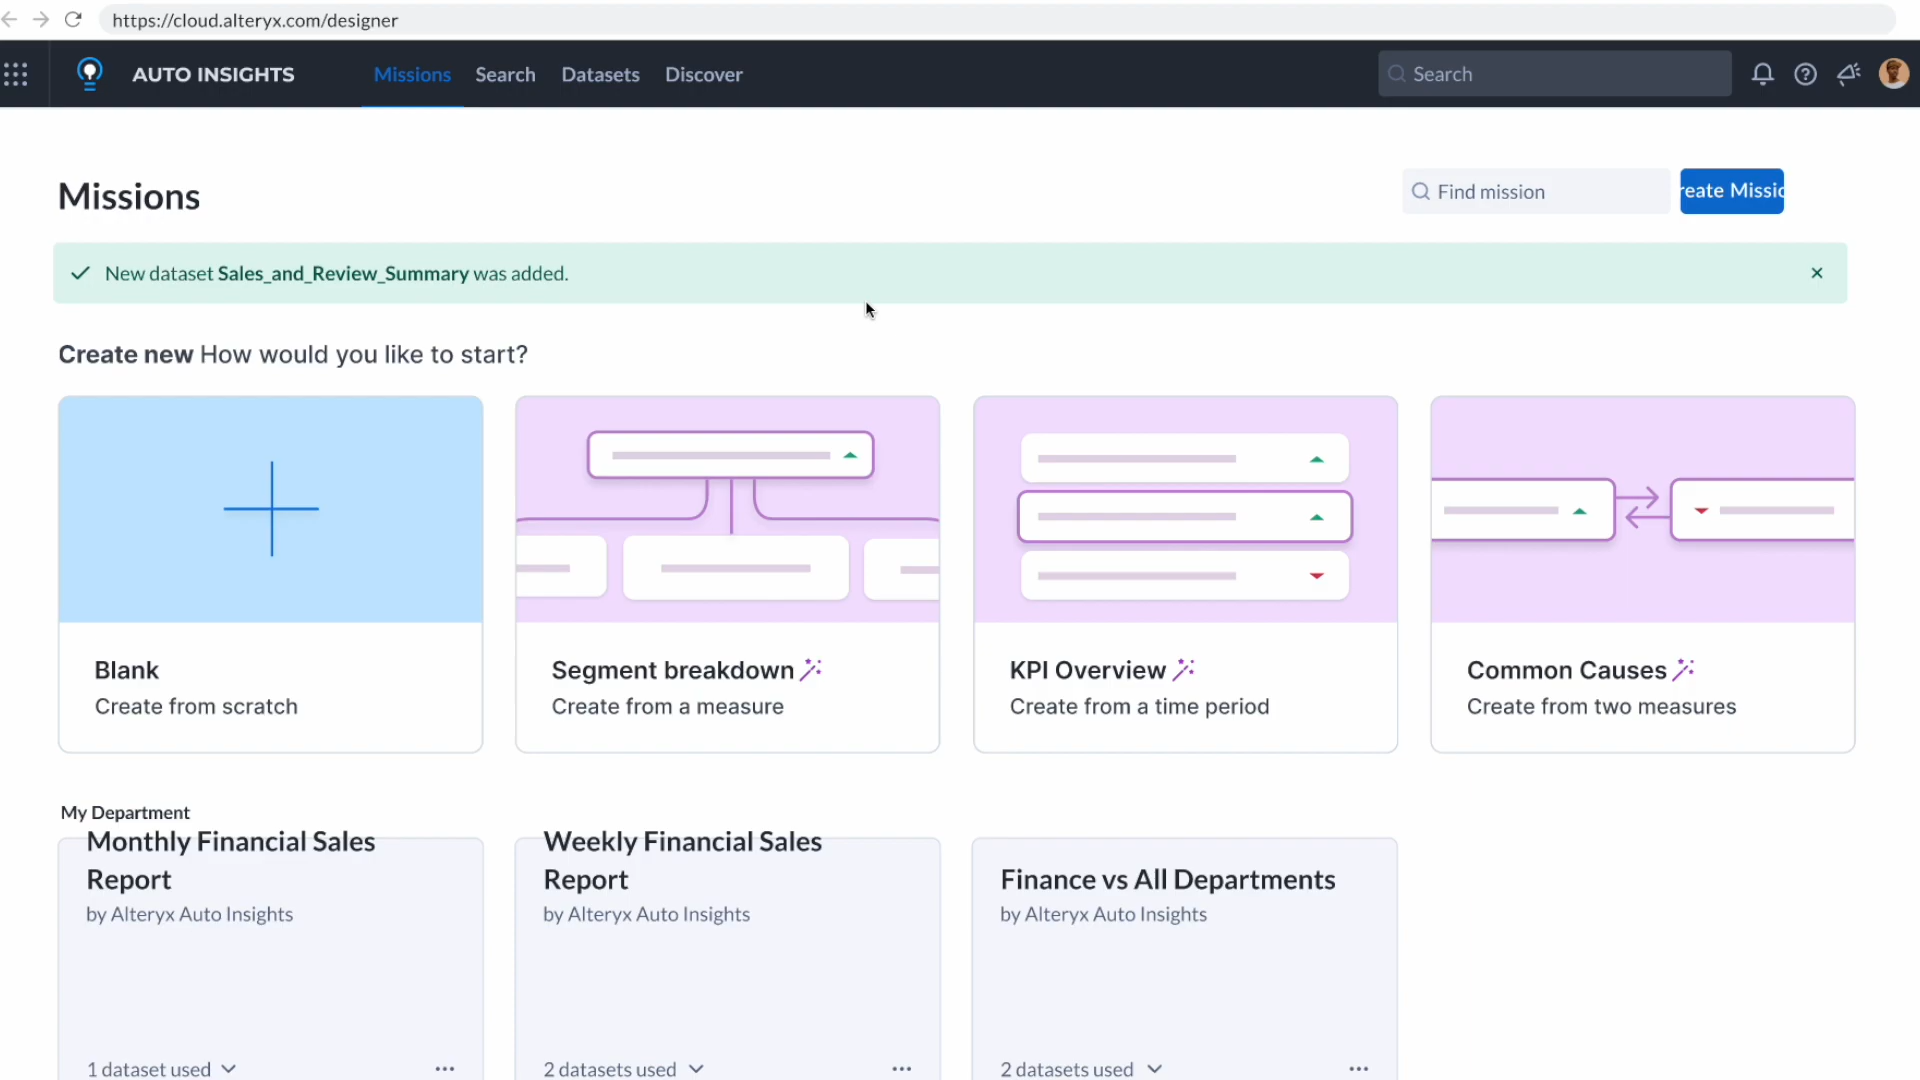 https://cloud.alteryx.com/designer
AUTO INSIGHTS
Missions
Search
Datasets
Discover
Search
Missions
Find mission
reate Missio
New dataset Sales_and_Review_Summary was added.
Create new How would you like to start?
Blank
Create from scratch
Segment breakdown
Create from a measure
KPI Overview
Create from a time period
Common Causes
Create from two measures
My Department
Monthly Financial Sales
Report
by Alteryx Auto Insights
1 dataset used
Weekly Financial Sales
Report
by Alteryx Auto Insights
2 datasets used
Finance vs All Departments
by Alteryx Auto Insights
2 datasets used